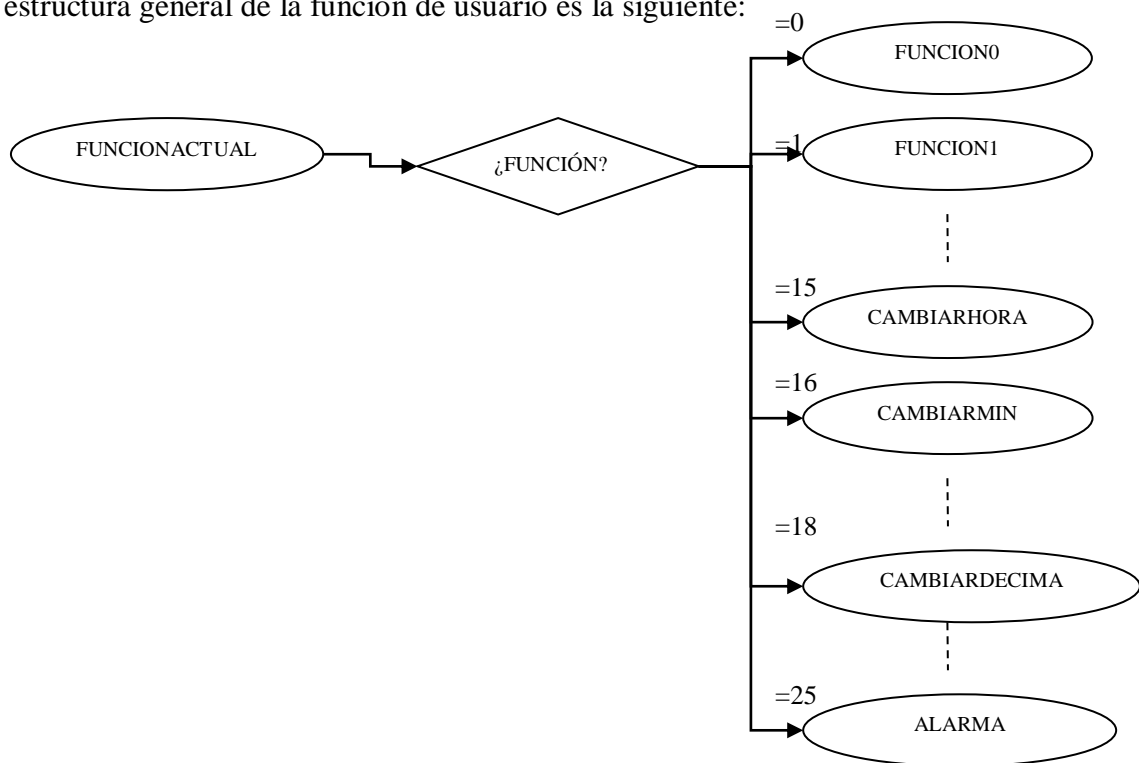 estructura general de la función de usuario es la siguiente:
=0
FUNCION0
FUNCIONACTUAL
¿FUNCIÓN?
=1
FUNCION1
=15
CAMBIARHORA
=16
CAMBIARMIN
=18
CAMBIARDECIMA
=25
ALARMA